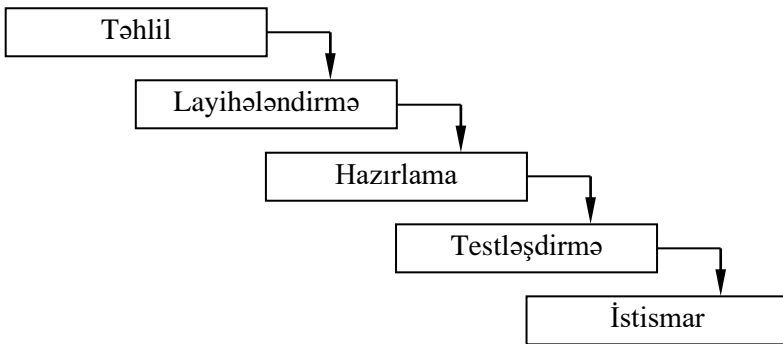 Təhlil
Layihələndirmə
Hazırlama
Testləşdirmə
İstismar